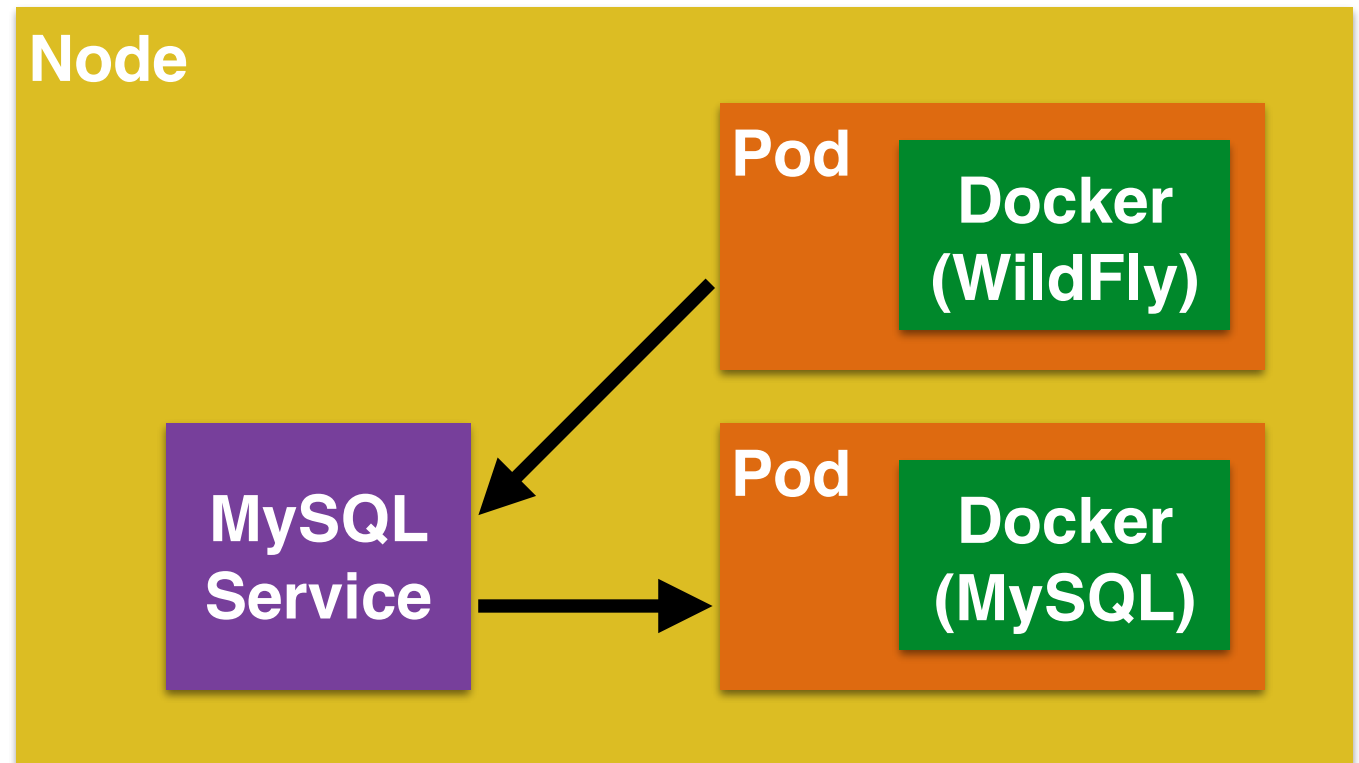 Node
Pod
Docker
(WildFly)
MySQL
Service
Pod
Docker
(MySQL)